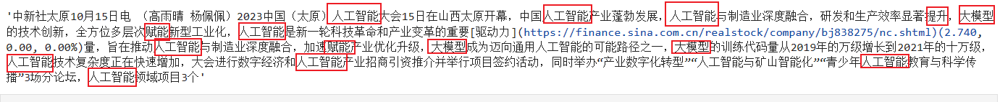 '中新社太原10月15日电 （高雨晴 杨佩佩）2023中国（太原）人工智能大会15日在山西太原开幕，中国人工智能产业蓬勃发展，人工智能与制造业深度融合，研发和生产效率显著提升，大模型
的技术创新，全方位多层次赋能新型工业化，人工智能是新一轮科技革命和产业变革的重要[驱动力](https://finance.sina.com.cn/realstock/company/bj838275/nc.shtml)(2.740,
0.00, 0.00%)量，旨在推动人工智能与制造业深度融合，加速赋能产业优化升级，大模型成为迈向通用人工智能的可能路径之一，大模型的训练代码量从2019年的万级增长到2021年的十万级，
人工智能技术复杂度正在快速增加，大会进行数字经济和人工智能产业招商引资推介并举行项目签约活动，同时举办“产业数字化转型”“人工智能与矿山智能化”“青少年人工智能教育与科学传
播”3场分论坛，人工智能领域项目3个'